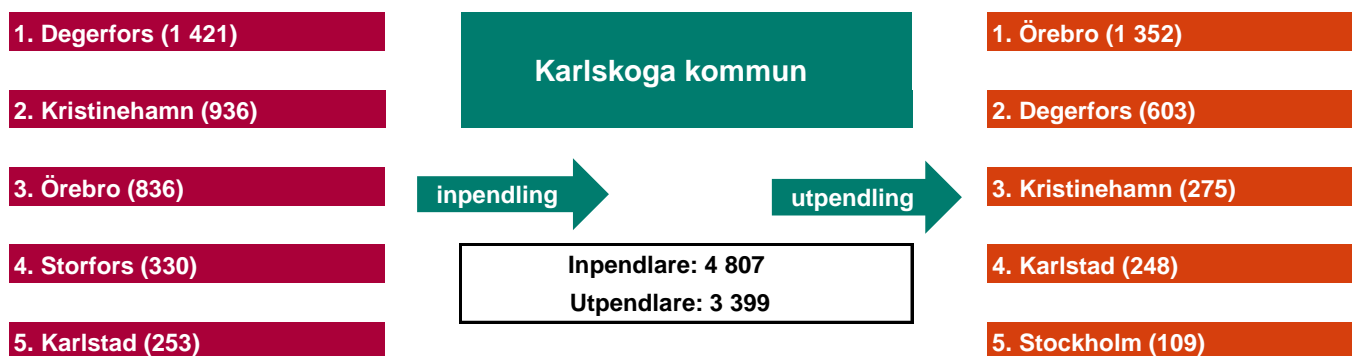 1. Degerfors (1 421)
2. Kristinehamn (936)
3. Örebro (836)
4. Storfors (330)
5. Karlstad (253)
Karlskoga kommun
inpendling
utpendling
Inpendlare: 4 807
Utpendlare: 3 399
1. Örebro (1 352)
2. Degerfors (603)
3. Kristinehamn (275)
4. Karlstad (248)
5. Stockholm (109)